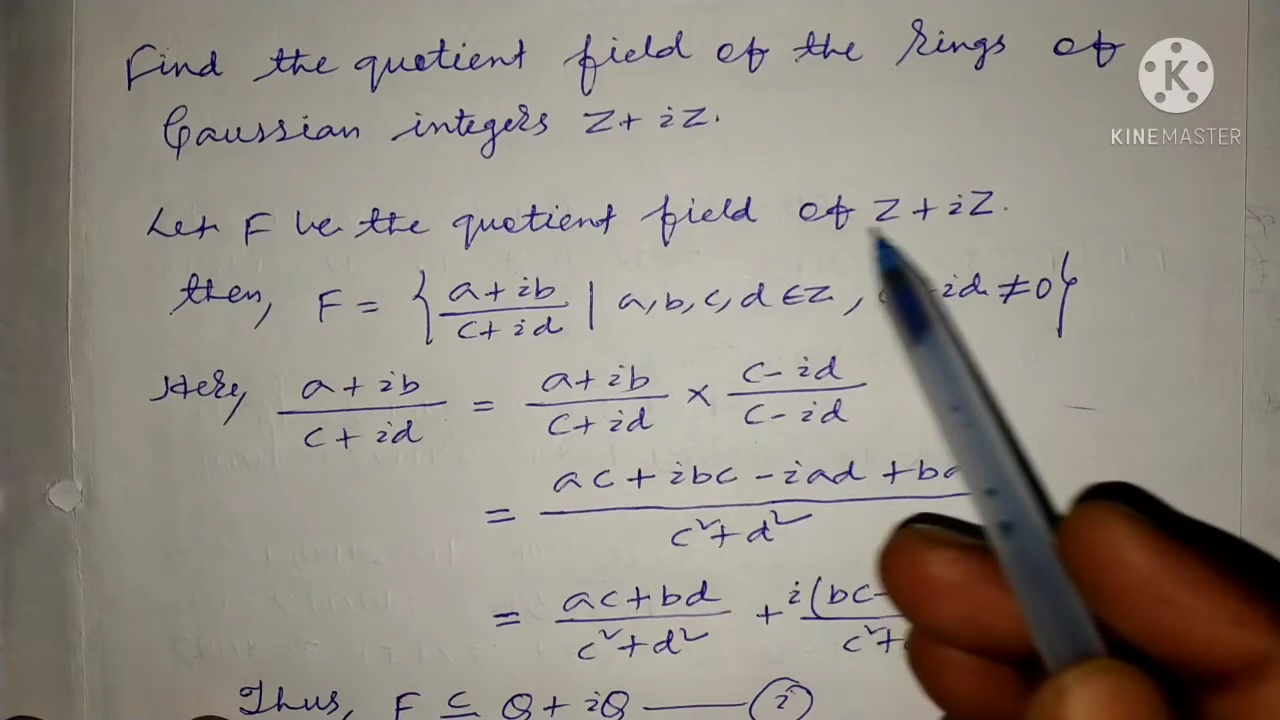 Find the quotient field of the rings of
Gaussian integers Z + iZ.
K
KINEMASTER
Let F be the quotient field of Z + iZ.
then, F = { a + ib / c + id | a, b, c, d ∈ Z, id ≠ 0 }
Here, a + ib / c + id = a + ib / c + id × c - id / c - id
= ac + ibc - iad + b / c² + d²
= ac + bd / c² + d² + i(bc - / c² +
Thus, F ⊆ Q + iQ —— (i)